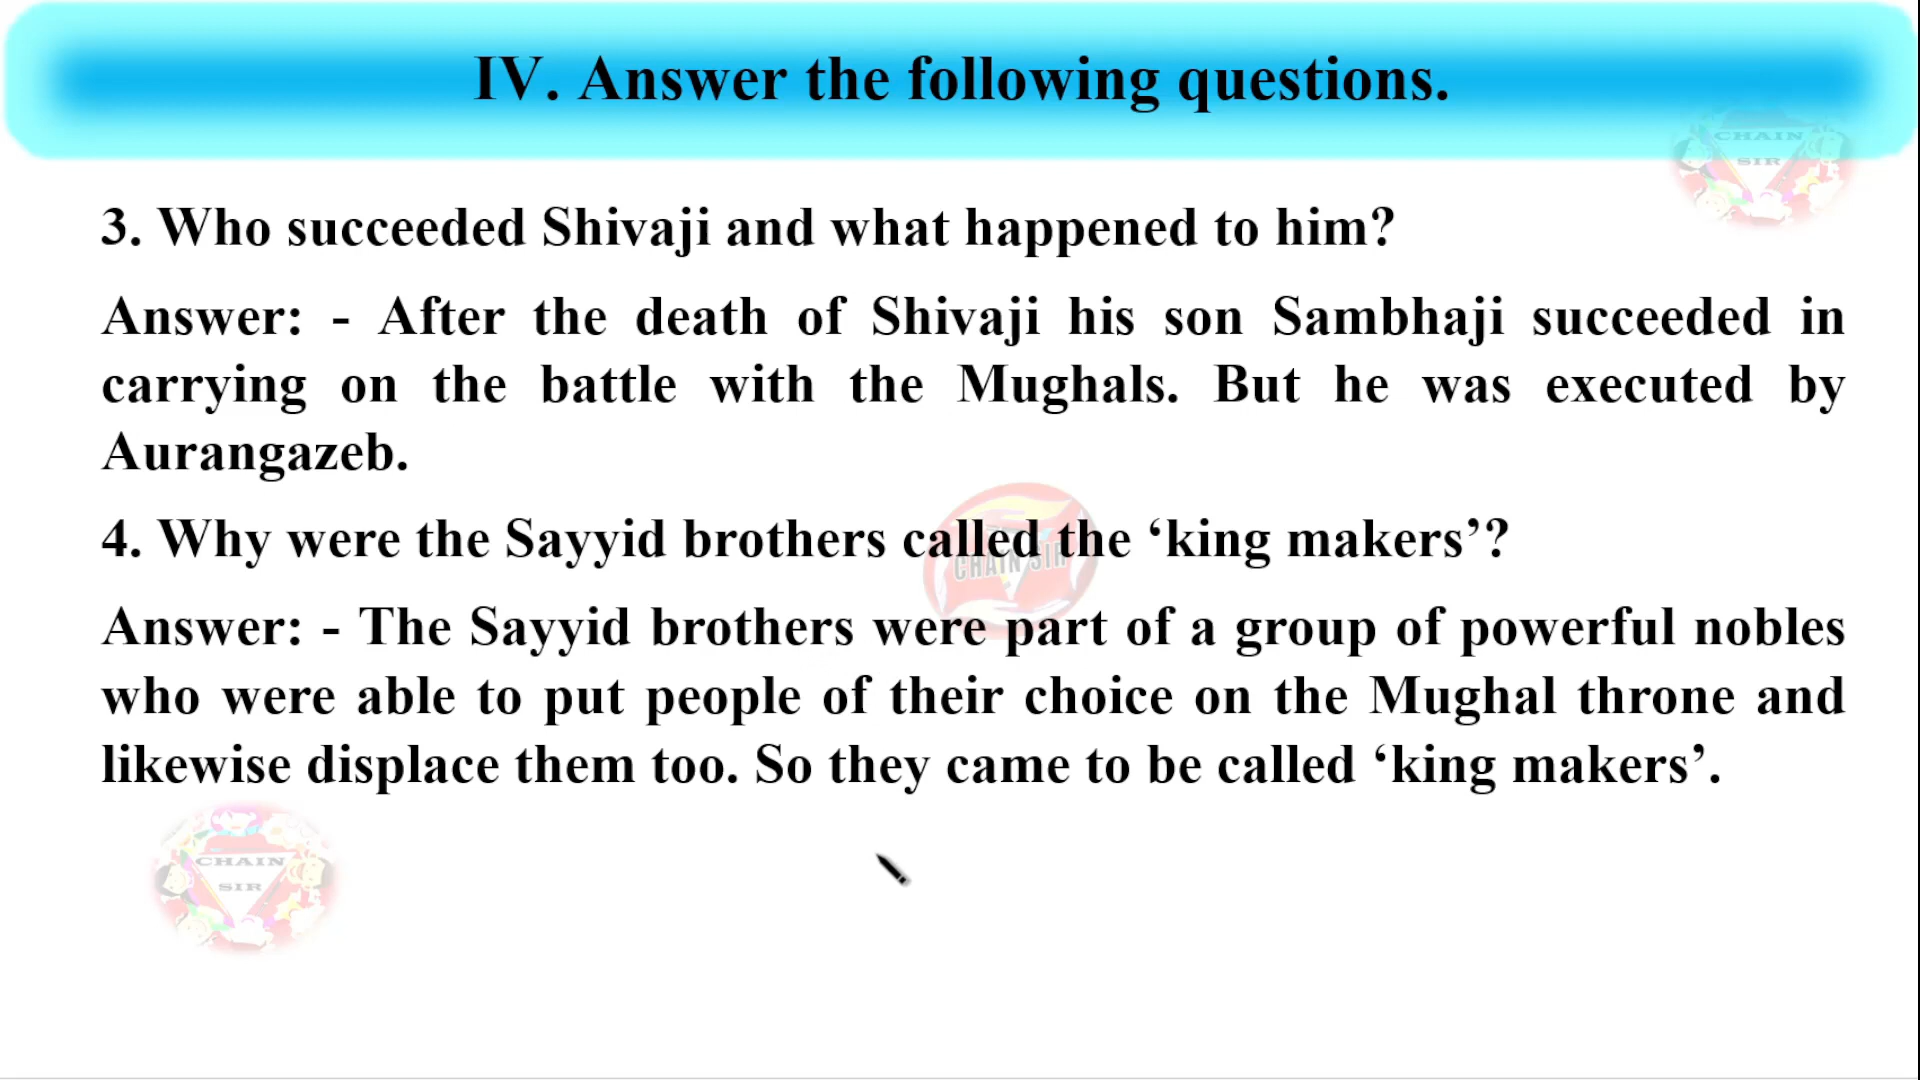 IV. Answer the following questions.
CHAIN
SIR
3. Who succeeded Shivaji and what happened to him?
Answer: - After the death of Shivaji his son Sambhaji succeeded in
carrying on the battle with the Mughals. But he was executed by
Aurangazeb.
4. Why were the Sayyid brothers called the ‘king makers’?
CHAIN SIR
Answer: - The Sayyid brothers were part of a group of powerful nobles
who were able to put people of their choice on the Mughal throne and
likewise displace them too. So they came to be called ‘king makers’.
CHAIN
SIR